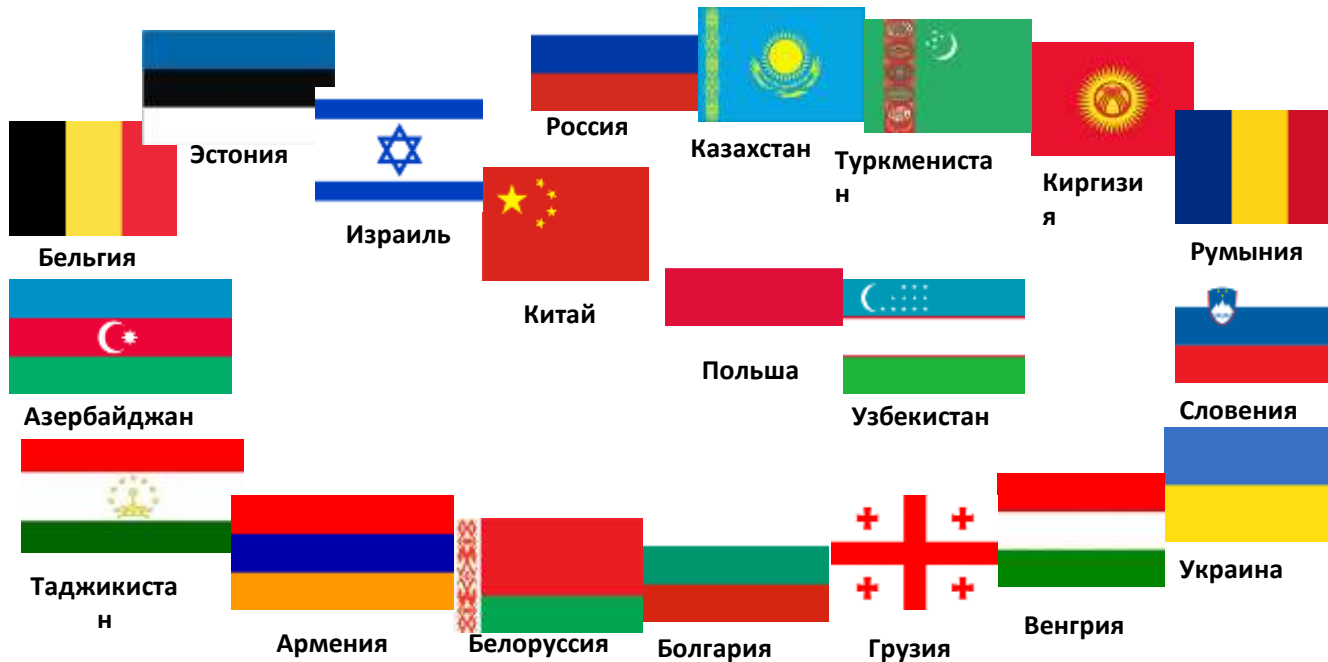 Россия
Эстония
Казахстан
Туркмениста
н
Киргизи
я
Израиль
Бельгия
Румыния
Китай
Польша
Азербайджан
Узбекистан
Словения
Украина
Таджикиста
н
Армения
Белоруссия
Болгария
Грузия
Венгрия